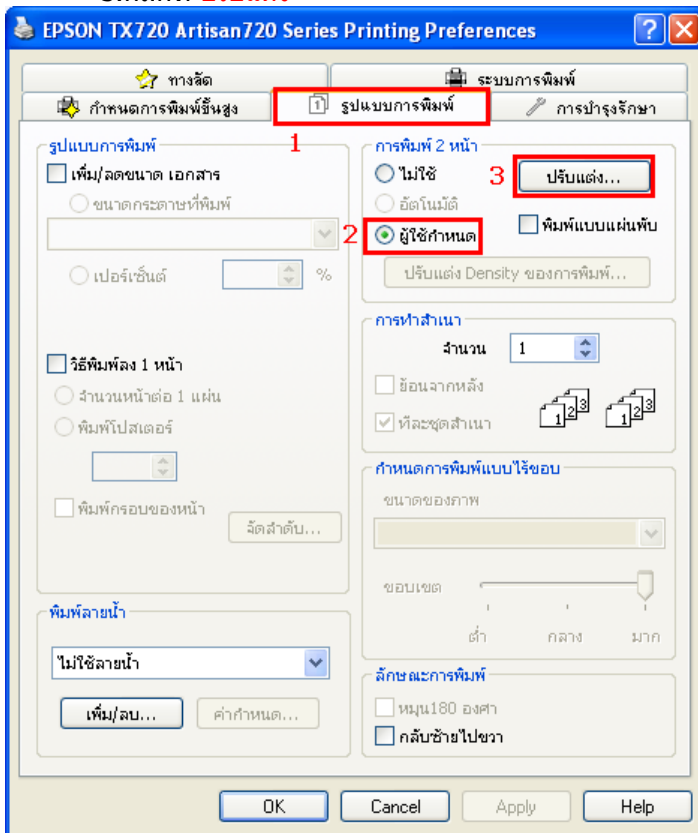 EPSON TX720 Artisan720 Series Printing Preferences
ทางลัด
ระบบการพิมพ์
กำหนดการพิมพ์ขั้นสูง
รูปแบบการพิมพ์
การบำรุงรักษา
1
รูปแบบการพิมพ์
เพิ่ม/ลดขนาด เอกสาร
ขนาดกระดาษที่พิมพ์
เปอร์เซ็นต์
%
วิธีพิมพ์ลง 1 หน้า
จำนวนหน้าต่อ 1 แผ่น
พิมพ์โปสเตอร์
พิมพ์กรอบของหน้า
จัดลำดับ...
พิมพ์ลายน้ำ
ไม่ใช้ลายน้ำ
เพิ่ม/ลบ...
ค่ากำหนด...
การพิมพ์ 2 หน้า
ไม่ใช้
3
ปรับแต่ง...
อัตโนมัติ
2
ผู้ใช้กำหนด
พิมพ์แบบแผ่นพับ
ปรับแต่ง Density ของการพิมพ์...
การทำสำเนา
จำนวน
1
ย้อนจากหลัง
ทีละชุดสำเนา
1 2 3
1 2 3
กำหนดการพิมพ์แบบไร้ขอบ
ขนาดของภาพ
ขอบเขต
ต่ำ
กลาง
มาก
ลักษณะการพิมพ์
หมุน180 องศา
กลับซ้ายไปขวา
OK
Cancel
Apply
Help